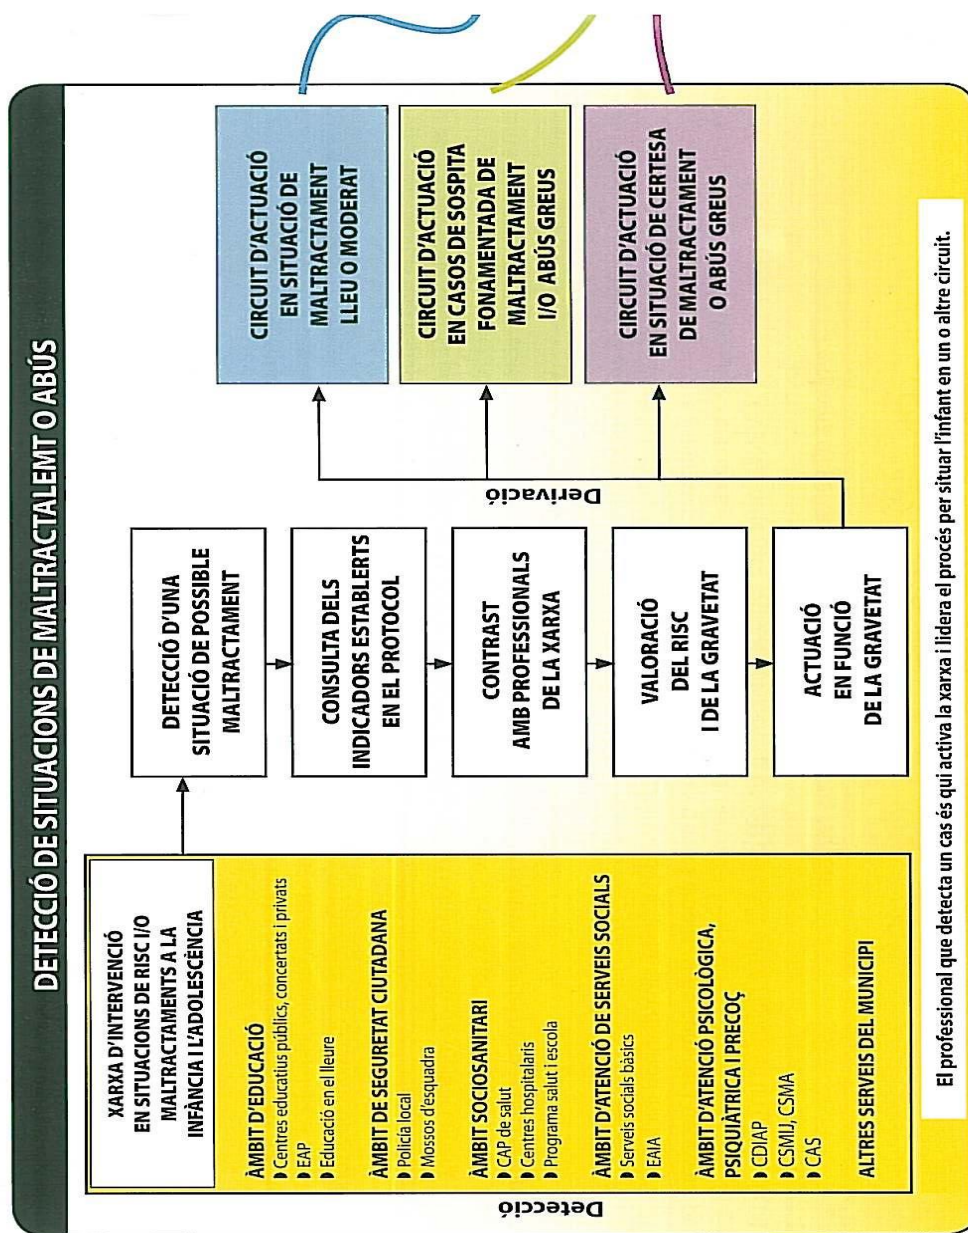 DETECCIÓ DE SITUACIONS DE MALTRACTALEMT O ABÚS
XARXA D'INTERVENCIÓ
EN SITUACIONS DE RISC I/O
MALTRACTAMENTS A LA
INFÀNCIA I L'ADOLESCÈNCIA
ÀMBIT D'EDUCACIÓ
Centres educatius públics, concertats i privats
EAP
Educació en el lleure
ÀMBIT DE SEGURETAT CIUTADANA
Policia local
Mossos d'esquadra
ÀMBIT SOCIOSANITARI
CAP de salut
Centres hospitalaris
Programa salut i escola
ÀMBIT D'ATENCIÓ DE SERVEIS SOCIALS
Serveis socials bàsics
EAIA
ÀMBIT D'ATENCIÓ PSICOLÒGICA,
PSIQUIÀTRICA I PRECOÇ
CDIAP
CSMIJ, CSMA
CAS
ALTRES SERVEIS DEL MUNICIPI
Detecció
DETECCIÓ D'UNA
SITUACIÓ DE POSSIBLE
MALTRACTAMENT
CONSULTA DELS
INDICADORS ESTABLERTS
EN EL PROTOCOL
CONTRAST
AMB PROFESSIONALS
DE LA XARXA
VALORACIÓ
DEL RISC
I DE LA GRAVETAT
ACTUACIÓ
EN FUNCIÓ
DE LA GRAVETAT
Derivació
CIRCUIT D'ACTUACIÓ
EN SITUACIÓ DE
MALTRACTAMENT
LLEU O MODERAT
CIRCUIT D'ACTUACIÓ
EN CASOS DE SOSPITA
FONAMENTADA DE
MALTRACTAMENT
I/O ABÚS GREUS
CIRCUIT D'ACTUACIÓ
EN SITUACIÓ DE CERTESA
DE MALTRACTAMENT
O ABÚS GREUS
El professional que detecta un cas és qui activa la xarxa i lidera el procés per situar l'infant en un o altre circuit.